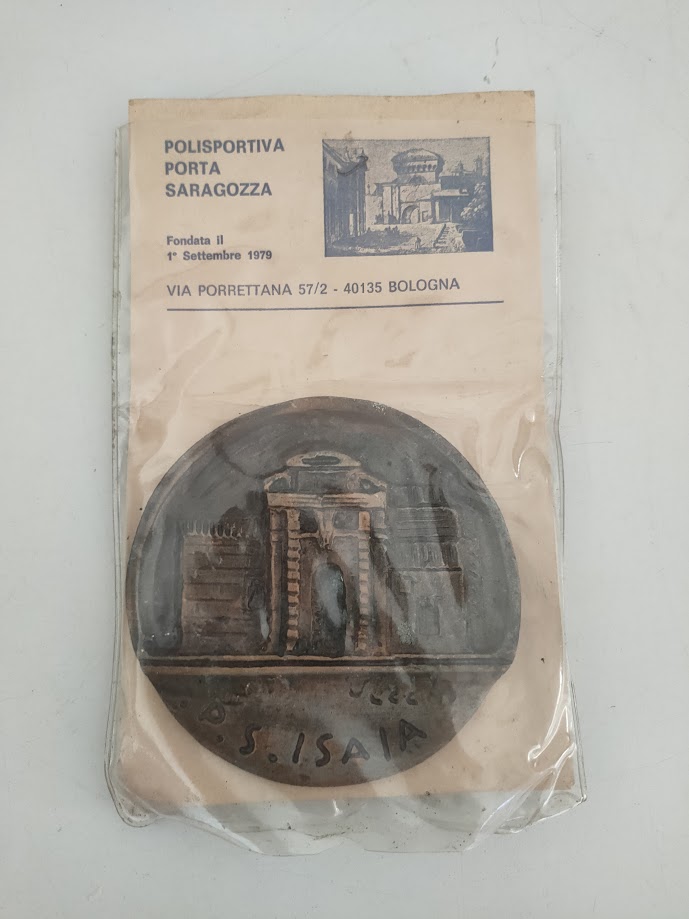 POLISPORTIVA
PORTA
SARAGOZZA
Fondata il
1° Settembre 1979
VIA PORRETTANA 57/2 - 40135 BOLOGNA
P. S. ISAIA